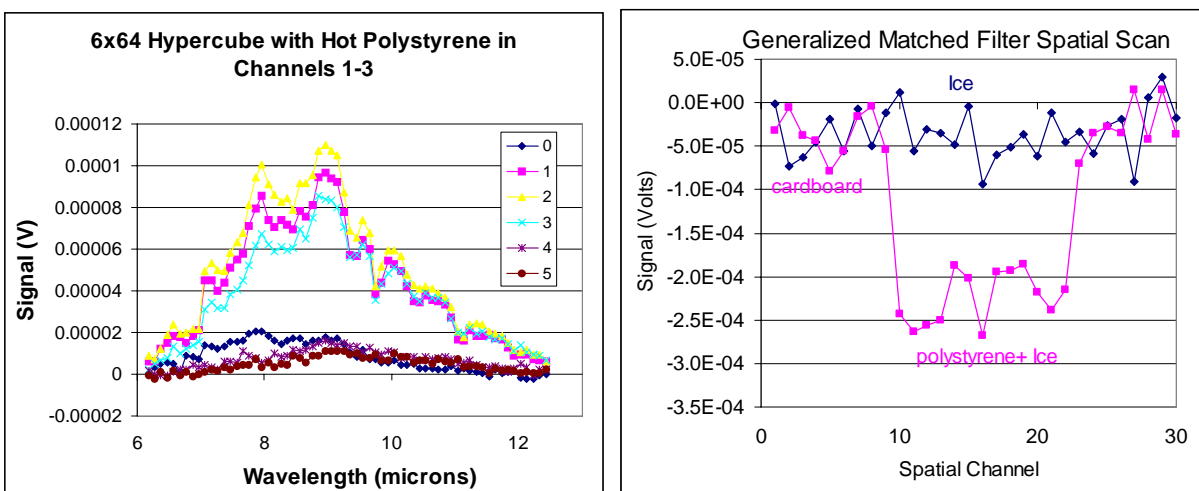 6x64 Hypercube with Hot Polystyrene in
Channels 1-3
0.00012
0.0001
0.00008
0.00006
0.00004
0.00002
0
-0.00002
Signal (V)
0
1
2
3
4
5
6
8
10
12
Wavelength (microns)
Generalized Matched Filter Spatial Scan
5.0E-05
0.0E+00
-5.0E-05
-1.0E-04
-1.5E-04
-2.0E-04
-2.5E-04
-3.0E-04
-3.5E-04
Signal (Volts)
Ice
cardboard
polystyrene+ Ice
0
10
20
30
Spatial Channel